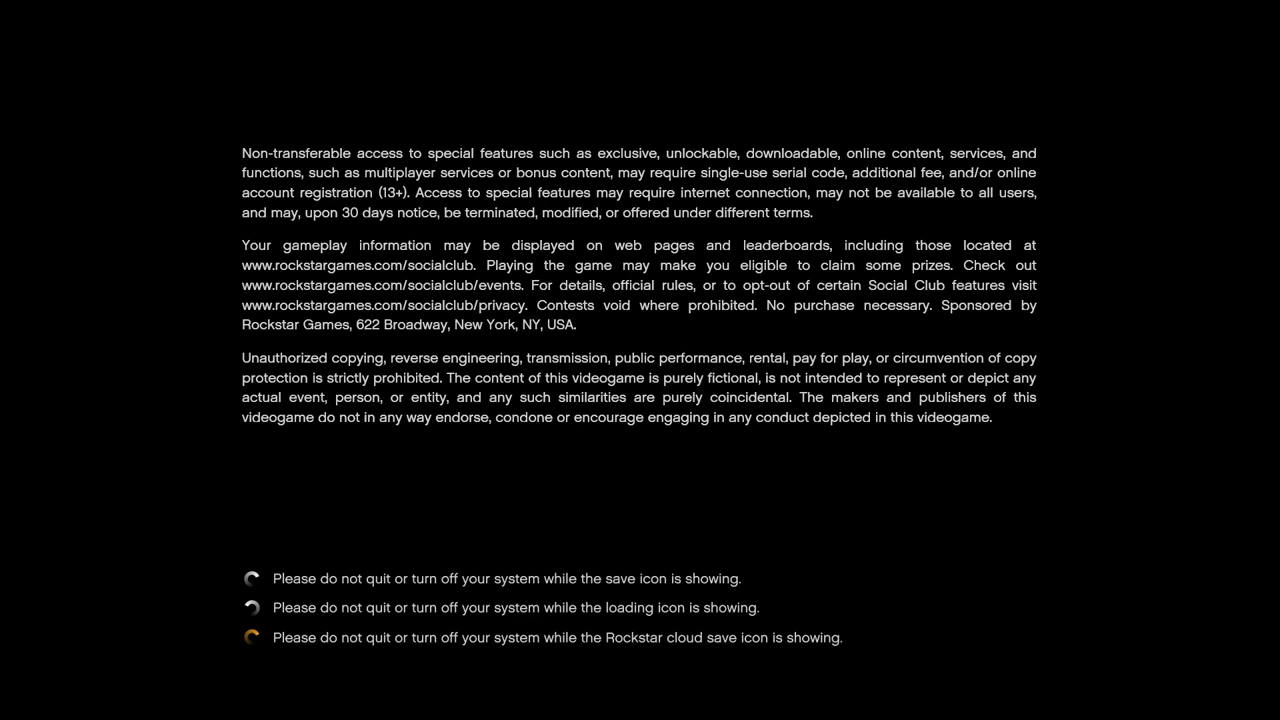 Non-transferable access to special features such as exclusive, unlockable, downloadable, online content, services, and
functions, such as multiplayer services or bonus content, may require single-use serial code, additional fee, and/or online
account registration (13+). Access to special features may require internet connection, may not be available to all users,
and may, upon 30 days notice, be terminated, modified, or offered under different terms.
Your gameplay information may be displayed on web pages and leaderboards, including those located at
www.rockstargames.com/socialclub. Playing the game may make you eligible to claim some prizes. Check out
www.rockstargames.com/socialclub/events. For details, official rules, or to opt-out of certain Social Club features visit
www.rockstargames.com/socialclub/privacy. Contests void where prohibited. No purchase necessary. Sponsored by
Rockstar Games, 622 Broadway, New York, NY, USA.
Unauthorized copying, reverse engineering, transmission, public performance, rental, pay for play, or circumvention of copy
protection is strictly prohibited. The content of this videogame is purely fictional, is not intended to represent or depict any
actual event, person, or entity, and any such similarities are purely coincidental. The makers and publishers of this
videogame do not in any way endorse, condone or encourage engaging in any conduct depicted in this videogame.
Please do not quit or turn off your system while the save icon is showing.
Please do not quit or turn off your system while the loading icon is showing.
Please do not quit or turn off your system while the Rockstar cloud save icon is showing.